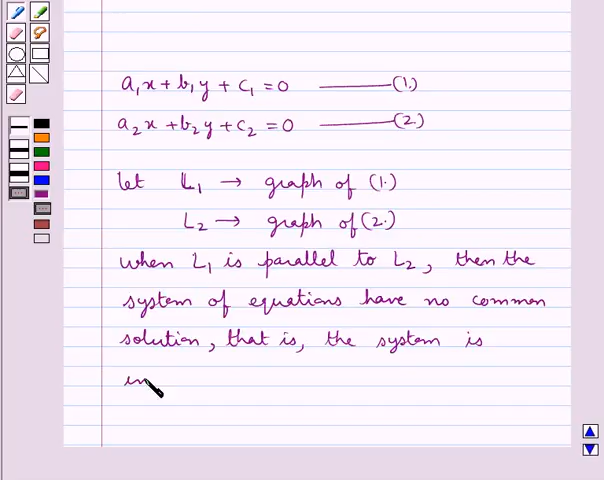 a₁x + b₁y + c₁ = 0 ———— (1.)
a₂x + b₂y + c₂ = 0 ———— (2.)
let L₁ → graph of (1.)
L₂ → graph of (2.)
when L₁ is parallel to L₂, then the
system of equations have no common
solution, that is, the system is
in